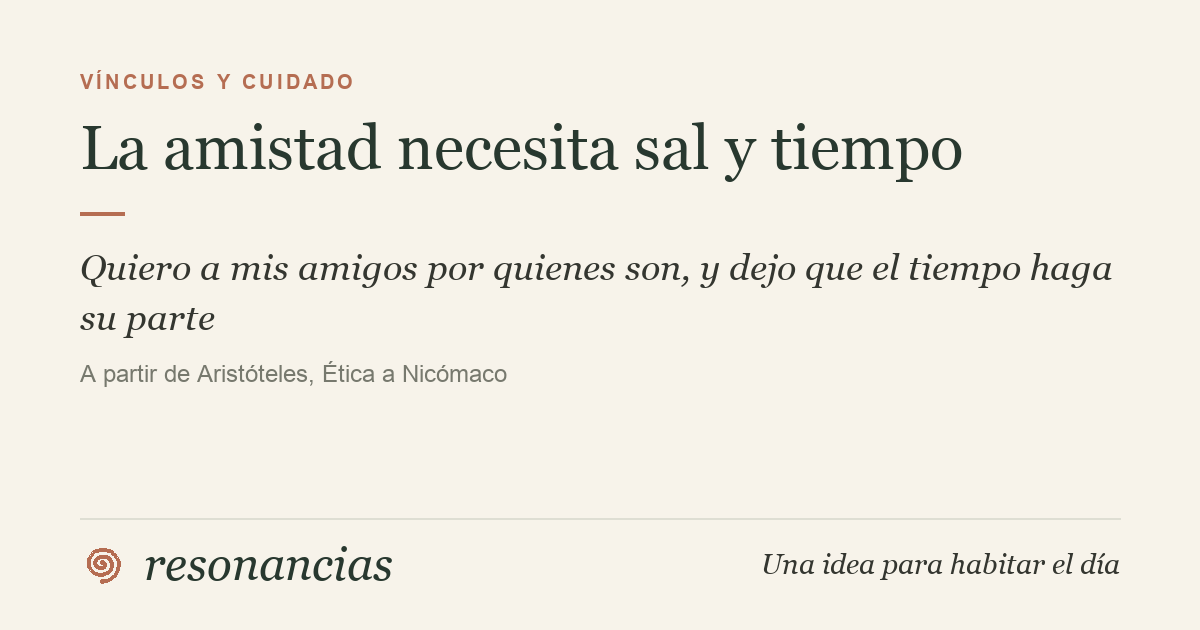 VÍNCULOS Y CUIDADO
La amistad necesita sal y tiempo
Quiero a mis amigos por quienes son, y dejo que el tiempo haga
su parte
A partir de Aristóteles, Ética a Nicómaco
resonancias
Una idea para habitar el día